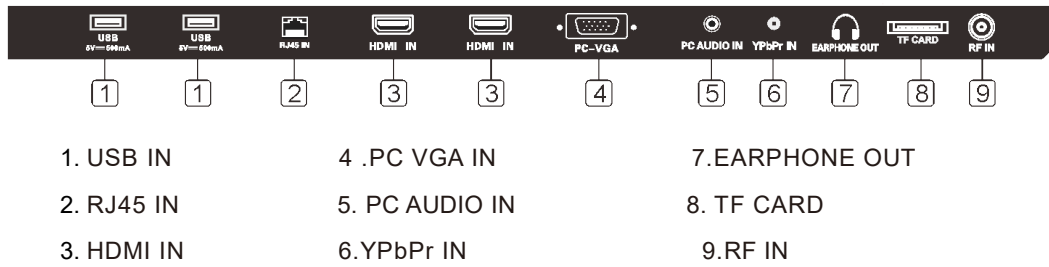 USB USB
5V⎓500mA 5V⎓500mA RJ45 IN HDMI IN HDMI IN PC-VGA PC AUDIO IN YPbPr IN EARPHONE OUT TF CARD RF IN
1 1 2 3 3 4 5 6 7 8 9
1. USB IN 4 .PC VGA IN 7.EARPHONE OUT
2. RJ45 IN 5. PC AUDIO IN 8. TF CARD
3. HDMI IN 6.YPbPr IN 9.RF IN